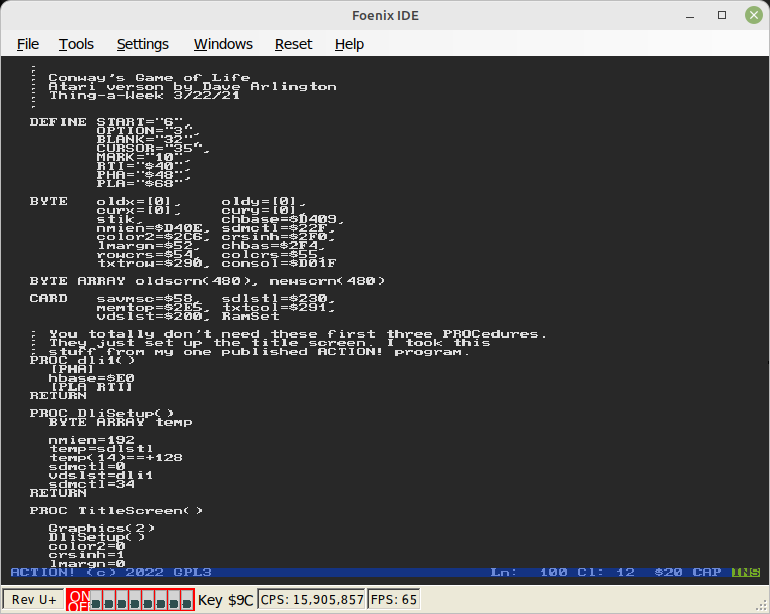 Foenix IDE
File Tools Settings Windows Reset Help
;
; Conway's Game of Life
; Atari verson by Dave Arlington
; Thing-a-Week 3/22/21
;
DEFINE START="6",
OPTION="3",
BLANK="32",
CURSOR="35",
MARK="10",
RTI="$40",
PHA="$48",
PLA="$68"
BYTE oldx=[0], oldy=[0],
curx=[0], cury=[0],
stik, chbase=$D409,
nmien=$D40E, sdmctl=$22F,
color2=$2C6, crsinh=$2F0,
lmargn=$52, chbas=$2F4,
rowcrs=$54, colcrs=$55,
txtrow=$290, consol=$D01F
BYTE ARRAY oldscrn(480), newscrn(480)
CARD savmsc=$58, sdlstl=$230,
memtop=$2E5, txtcol=$291,
vdslst=$200, RamSet
; You totally don't need these first three PROCedures.
; They just set up the title screen. I took this
; stuff from my one published ACTION! program.
PROC dli1()
[PHA]
hbase=$E0
[PLA RTI]
RETURN
PROC DliSetup()
BYTE ARRAY temp
nmien=192
temp=sdlstl
temp(14)==+128
sdmctl=0
vdslst=dli1
sdmctl=34
RETURN
PROC TitleScreen()
Graphics(2)
DliSetup()
color2=0
crsinh=1
lmargn=0
ACTION! (c) 2022 GPL3 Ln: 100 Cl: 12 $20 CAP INS
Rev U+ ON OFF Key $9C CPS: 15,905,857 FPS: 65